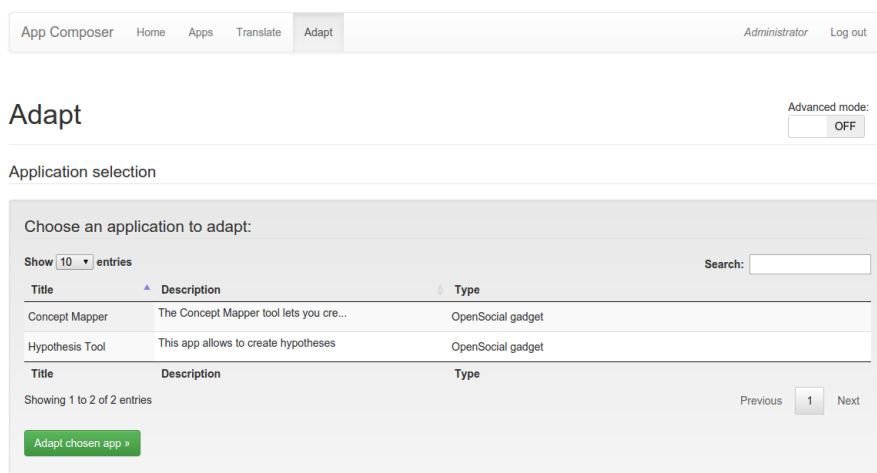 App Composer Home Apps Translate Adapt Administrator Log out
Adapt
Advanced mode:
OFF
Application selection
Choose an application to adapt:
Show 10 entries
Search:
Title Description Type
Concept Mapper The Concept Mapper tool lets you cre... OpenSocial gadget
Hypothesis Tool This app allows to create hypotheses OpenSocial gadget
Title Description Type
Showing 1 to 2 of 2 entries Previous 1 Next
Adapt chosen app »